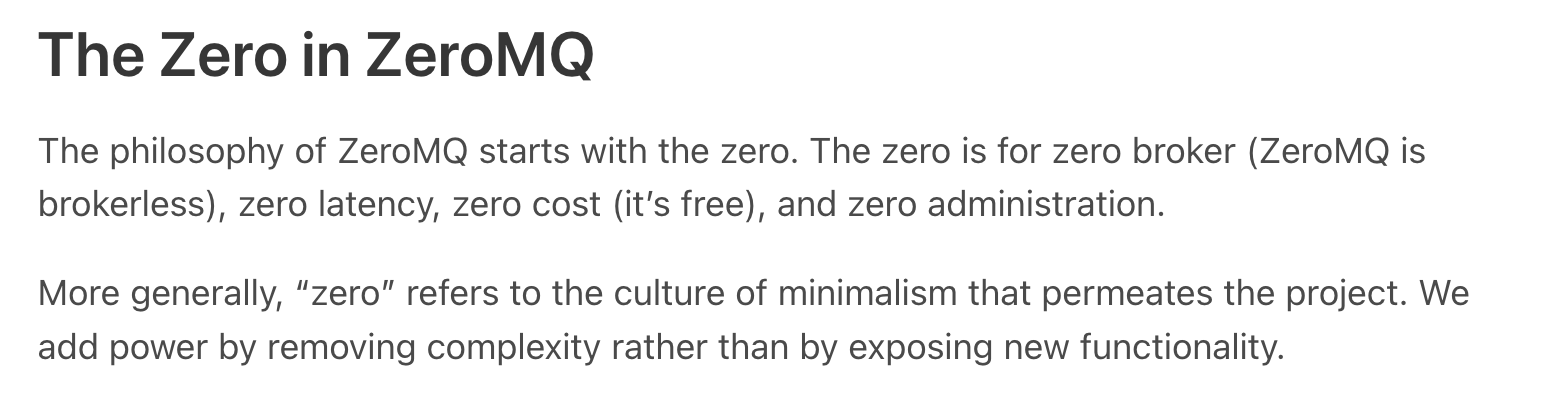 The Zero in ZeroMQ
The philosophy of ZeroMQ starts with the zero. The zero is for zero broker (ZeroMQ is
brokerless), zero latency, zero cost (it’s free), and zero administration.
More generally, “zero” refers to the culture of minimalism that permeates the project. We
add power by removing complexity rather than by exposing new functionality.